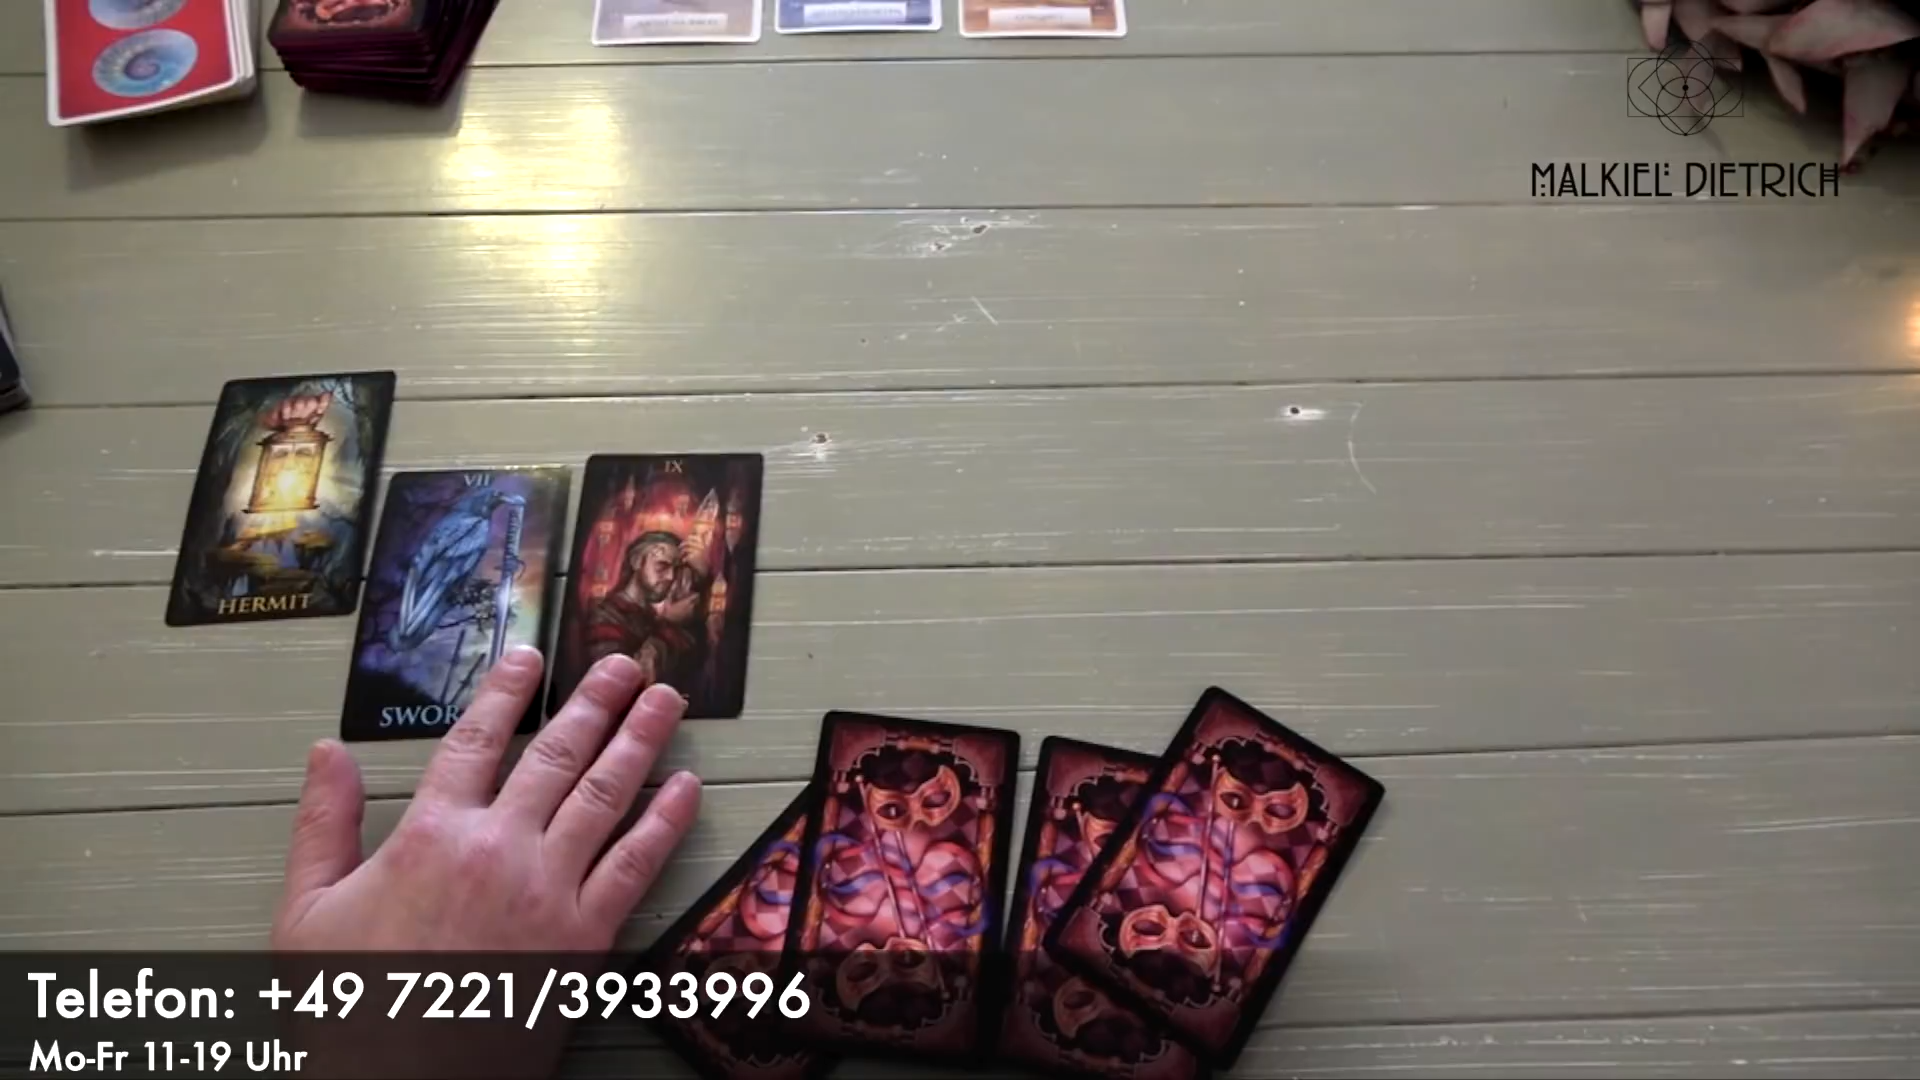 MALKIEL DIETRICH
VII
IX
HERMIT
SWOR
Telefon: +49 7221/3933996
Mo-Fr 11-19 Uhr